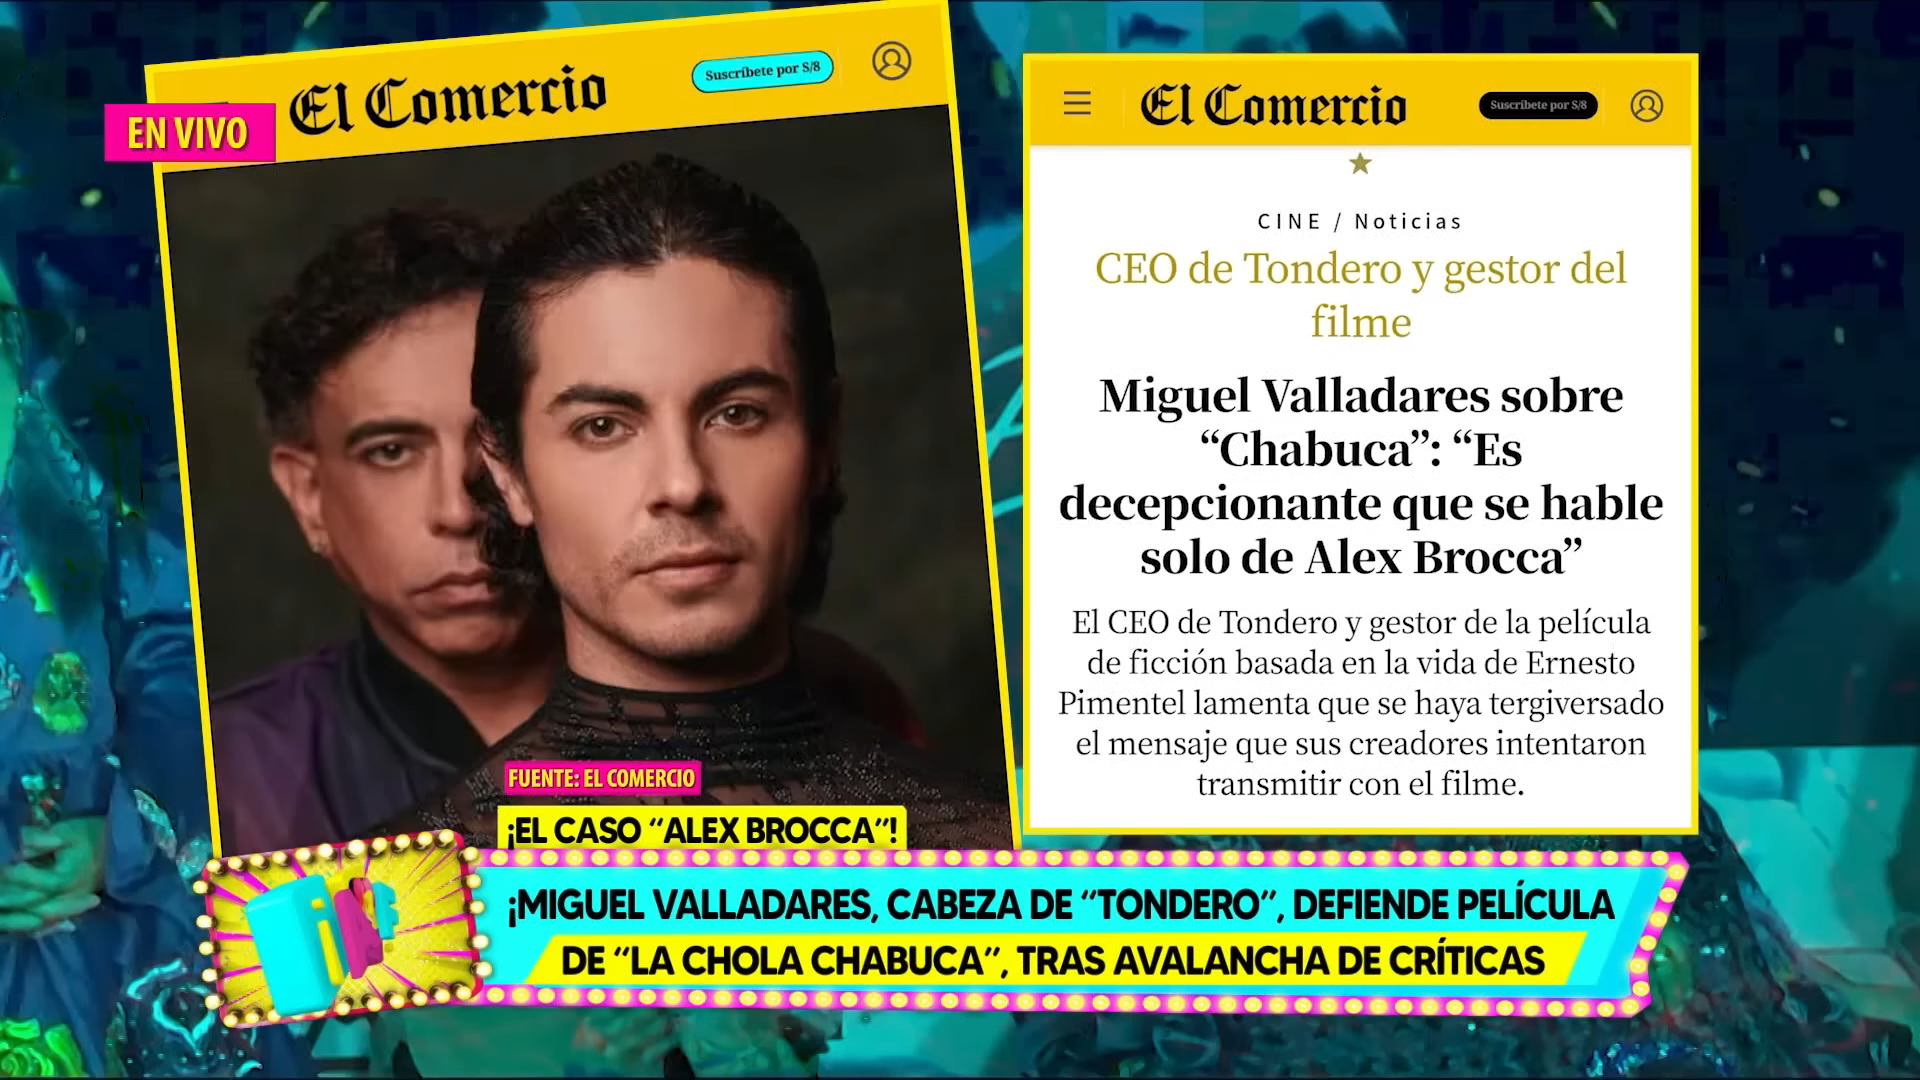 El Comercio
Suscríbete por S/8
EN VIVO
El Comercio
Suscríbete por S/8
CINE / Noticias
CEO de Tondero y gestor del
filme
Miguel Valladares sobre
“Chabuca”: “Es
decepcionante que se hable
solo de Alex Brocca”
El CEO de Tondero y gestor de la película
de ficción basada en la vida de Ernesto
Pimentel lamenta que se haya tergiversado
el mensaje que sus creadores intentaron
transmitir con el filme.
FUENTE: EL COMERCIO
¡EL CASO “ALEX BROCCA”!
¡MIGUEL VALLADARES, CABEZA DE “TONDERO”, DEFIENDE PELÍCULA
DE “LA CHOLA CHABUCA”, TRAS AVALANCHA DE CRÍTICAS